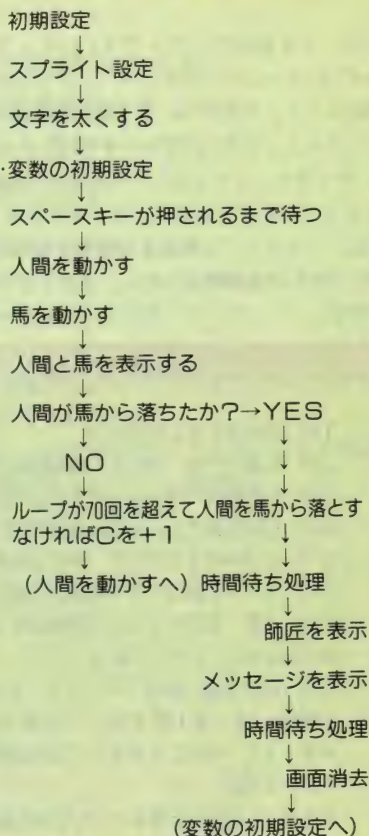 初期設定
↓
スプライト設定
↓
文字を太くする
↓
・変数の初期設定
↓
スペースキーが押されるまで待つ
↓
人間を動かす
↓
馬を動かす
↓
人間と馬を表示する
↓
人間が馬から落ちたか?→YES
↓ ↓
NO ↓
↓ ↓
ループが70回を超えて人間を馬から落とす
なければCを+1 ↓
↓ ↓
(人間を動かすへ) 時間待ち処理
↓
師匠を表示
↓
メッセージを表示
↓
時間待ち処理
↓
画面消去
↓
(変数の初期設定へ)